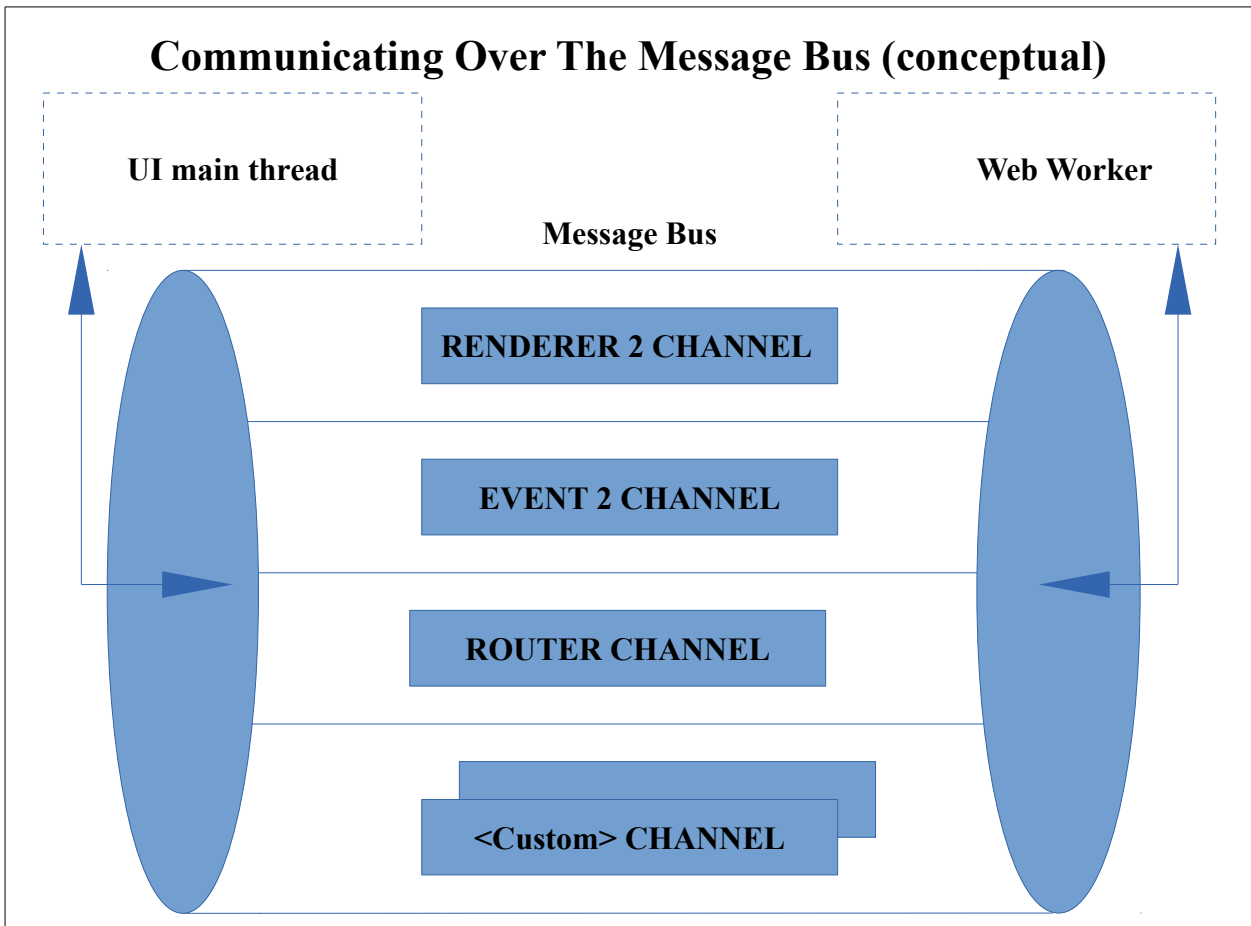 Communicating Over The Message Bus (conceptual)
UI main thread
Web Worker
Message Bus
RENDERER 2 CHANNEL
EVENT 2 CHANNEL
ROUTER CHANNEL
<Custom> CHANNEL